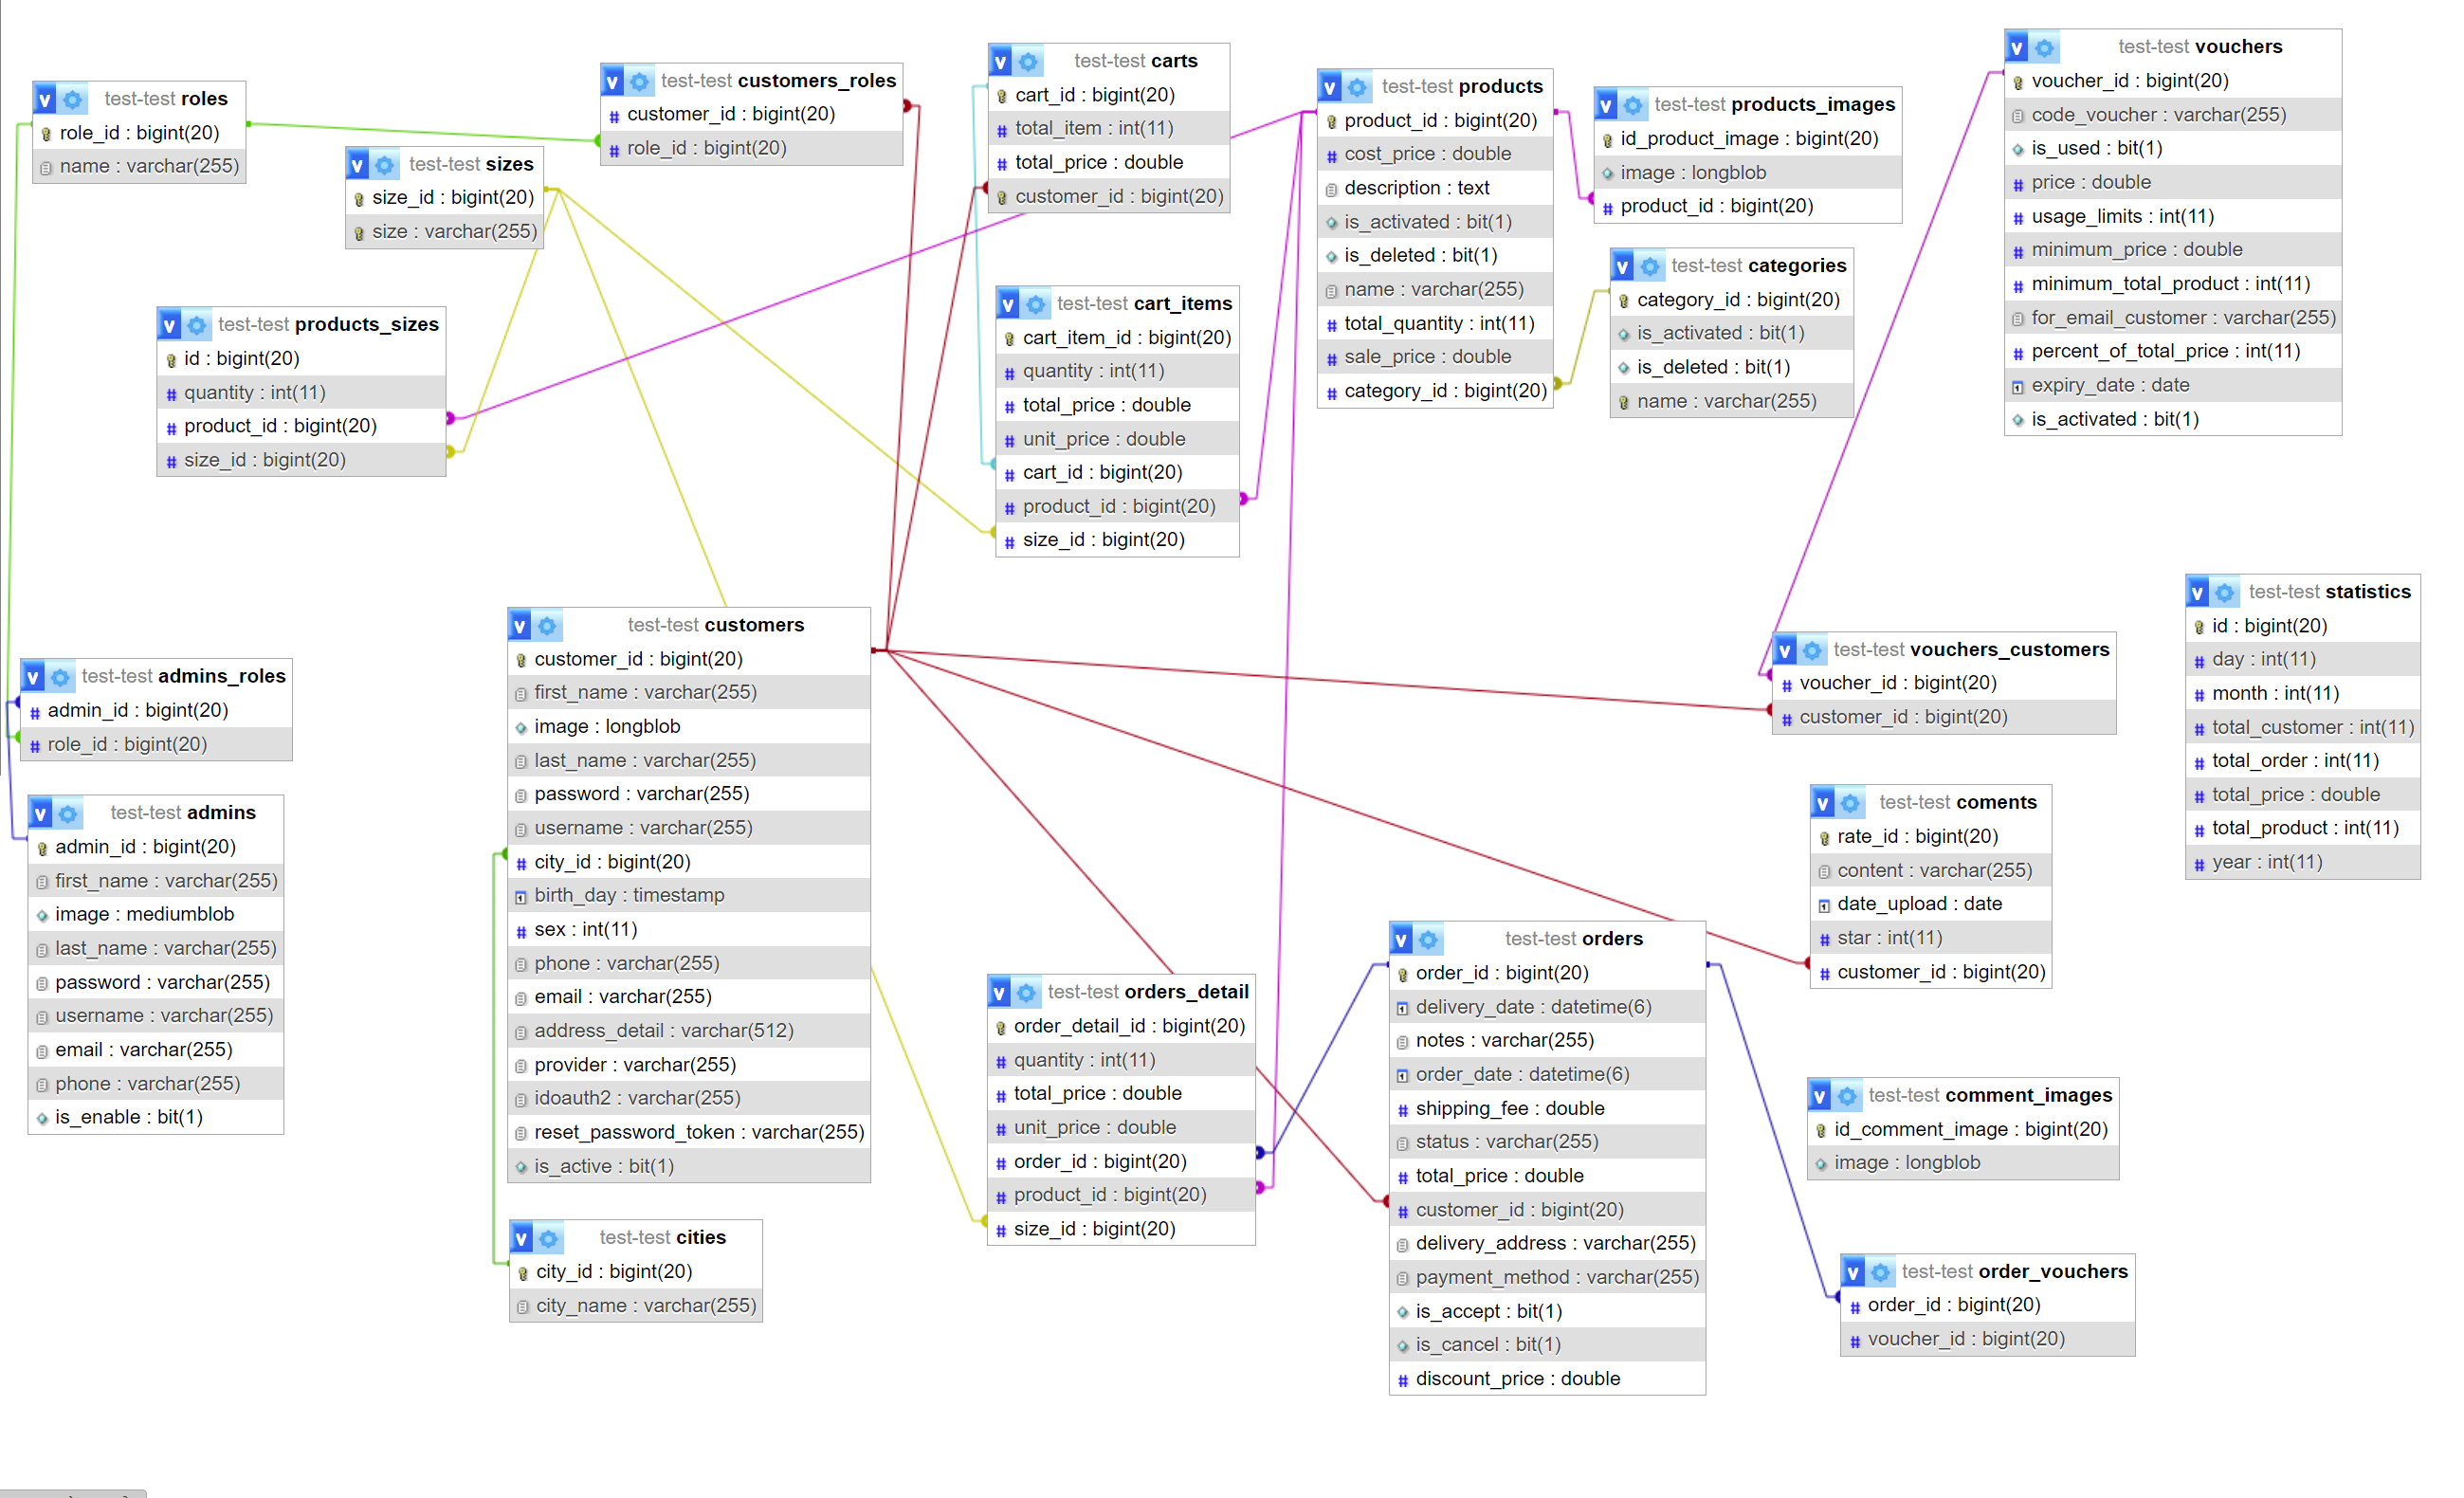 test-test roles
role_id : bigint(20)
name : varchar(255)
test-test customers_roles
customer_id : bigint(20)
role_id : bigint(20)
test-test sizes
size_id : bigint(20)
size : varchar(255)
test-test carts
cart_id : bigint(20)
total_item : int(11)
total_price : double
customer_id : bigint(20)
test-test products
product_id : bigint(20)
cost_price : double
description : text
is_activated : bit(1)
is_deleted : bit(1)
name : varchar(255)
total_quantity : int(11)
sale_price : double
category_id : bigint(20)
test-test products_images
id_product_image : bigint(20)
image : longblob
product_id : bigint(20)
test-test categories
category_id : bigint(20)
is_activated : bit(1)
is_deleted : bit(1)
name : varchar(255)
test-test vouchers
voucher_id : bigint(20)
code_voucher : varchar(255)
is_used : bit(1)
price : double
usage_limits : int(11)
minimum_price : double
minimum_total_product : int(11)
for_email_customer : varchar(255)
percent_of_total_price : int(11)
expiry_date : date
is_activated : bit(1)
test-test products_sizes
id : bigint(20)
quantity : int(11)
product_id : bigint(20)
size_id : bigint(20)
test-test cart_items
cart_item_id : bigint(20)
quantity : int(11)
total_price : double
unit_price : double
cart_id : bigint(20)
product_id : bigint(20)
size_id : bigint(20)
test-test admins_roles
admin_id : bigint(20)
role_id : bigint(20)
test-test admins
admin_id : bigint(20)
first_name : varchar(255)
image : mediumblob
last_name : varchar(255)
password : varchar(255)
username : varchar(255)
email : varchar(255)
phone : varchar(255)
is_enable : bit(1)
test-test customers
customer_id : bigint(20)
first_name : varchar(255)
image : longblob
last_name : varchar(255)
password : varchar(255)
username : varchar(255)
city_id : bigint(20)
birth_day : timestamp
sex : int(11)
phone : varchar(255)
email : varchar(255)
address_detail : varchar(512)
provider : varchar(255)
idoauth2 : varchar(255)
reset_password_token : varchar(255)
is_active : bit(1)
test-test cities
city_id : bigint(20)
city_name : varchar(255)
test-test orders_detail
order_detail_id : bigint(20)
quantity : int(11)
total_price : double
unit_price : double
order_id : bigint(20)
product_id : bigint(20)
size_id : bigint(20)
test-test orders
order_id : bigint(20)
delivery_date : datetime(6)
notes : varchar(255)
order_date : datetime(6)
shipping_fee : double
status : varchar(255)
total_price : double
customer_id : bigint(20)
delivery_address : varchar(255)
payment_method : varchar(255)
is_accept : bit(1)
is_cancel : bit(1)
discount_price : double
test-test vouchers_customers
voucher_id : bigint(20)
customer_id : bigint(20)
test-test statistics
id : bigint(20)
day : int(11)
month : int(11)
total_customer : int(11)
total_order : int(11)
total_price : double
total_product : int(11)
year : int(11)
test-test coments
rate_id : bigint(20)
content : varchar(255)
date_upload : date
star : int(11)
customer_id : bigint(20)
test-test comment_images
id_comment_image : bigint(20)
image : longblob
test-test order_vouchers
order_id : bigint(20)
voucher_id : bigint(20)